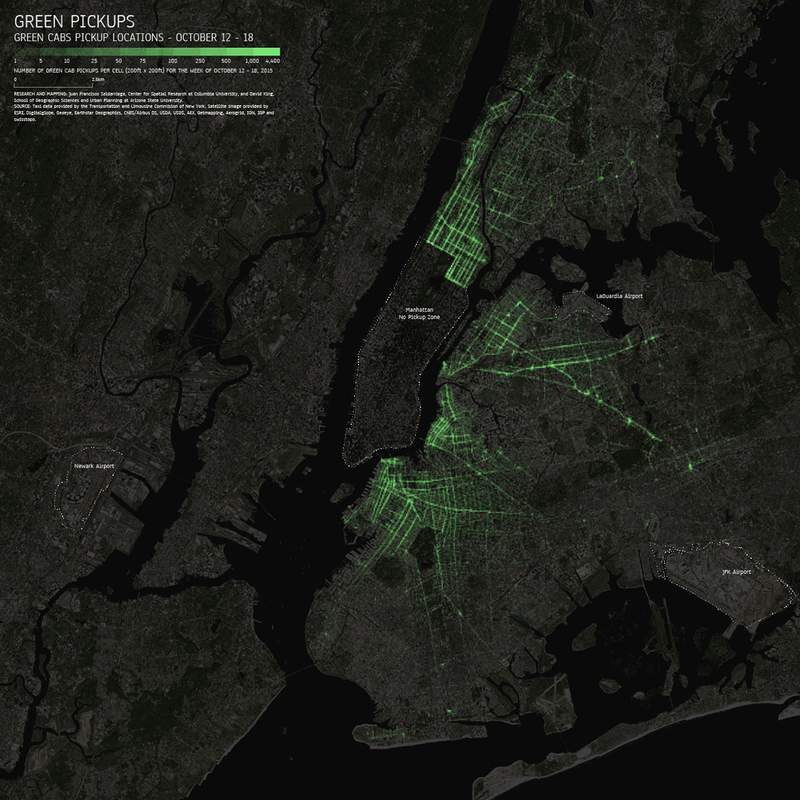 GREEN PICKUPS
GREEN CABS PICKUP LOCATIONS - OCTOBER 12 - 18
1 5 10 25 50 75 100 250 500 1,000 4,400
NUMBER OF GREEN CAB PICKUPS PER CELL (200ft x 200ft) FOR THE WEEK OF OCTOBER 12 - 18, 2015
0 2.5km
RESEARCH AND MAPPING: Juan Francisco Saldarriaga, Center for Spatial Research at Columbia University, and David King,
School of Geographic Sciences and Urban Planning at Arizona State University.
SOURCE: Taxi data provided by the Transportation and Limousine Commission of New York. Satellite image provided by
ESRI, DigitalGlobe, Geoeye, Earthstar Geographics, CNES/Airbus DS, USDA, USGS, AEX, Getmapping, Aerogrid, IGN, IGP and
swisstopo.
LaGuardia Airport
Manhattan
No Pickup Zone
Newark Airport
JFK Airport